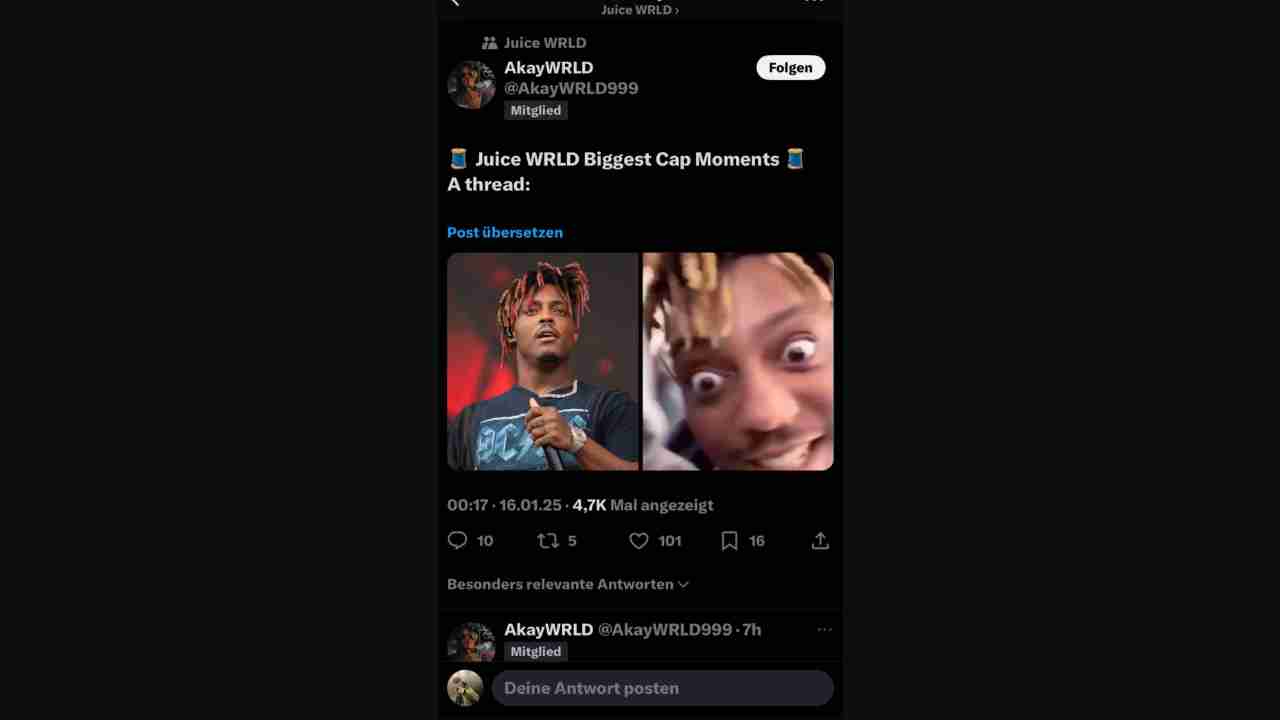 Juice WRLD ›
Juice WRLD
AkayWRLD
Folgen
@AkayWRLD999
Mitglied
🧵 Juice WRLD Biggest Cap Moments 🧵
A thread:
Post übersetzen
00:17 · 16.01.25 · 4,7K Mal angezeigt
10 5 101 16
Besonders relevante Antworten
AkayWRLD @AkayWRLD999 · 7h
Mitglied
Deine Antwort posten